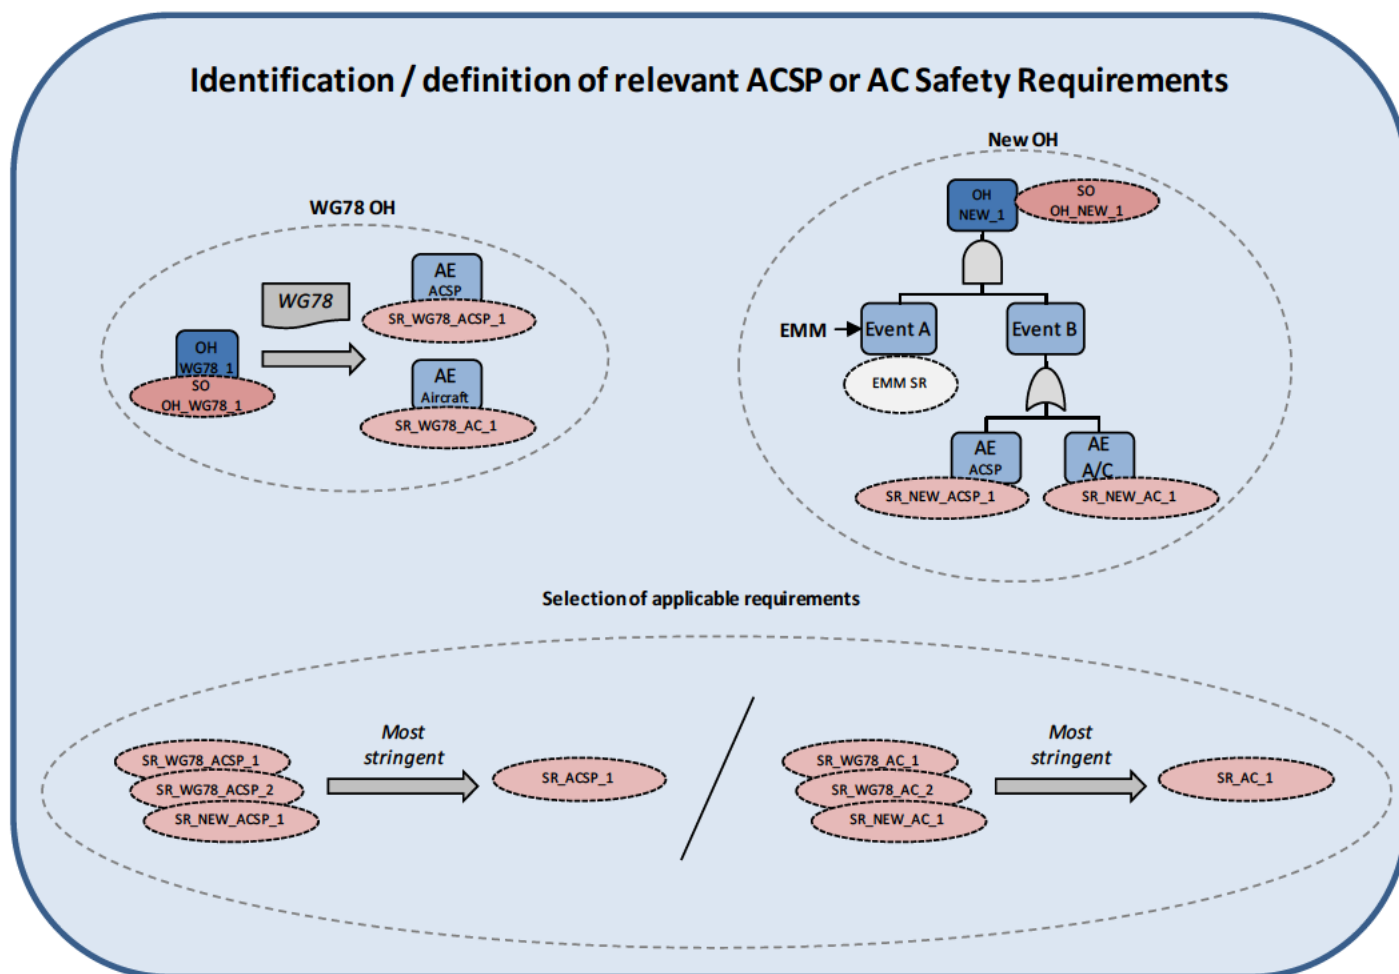 Identification / definition of relevant ACSP or AC Safety Requirements
WG78 OH
WG78
OH
WG78_1
SO
OH_WG78_1
AE
ACSP
SR_WG78_ACSP_1
AE
Aircraft
SR_WG78_AC_1
New OH
OH
NEW_1
SO
OH_NEW_1
EMM
Event A
Event B
EMM SR
AE
ACSP
SR_NEW_ACSP_1
AE
A/C
SR_NEW_AC_1
Selection of applicable requirements
SR_WG78_ACSP_1
SR_WG78_ACSP_2
SR_NEW_ACSP_1
Most
stringent
SR_ACSP_1
SR_WG78_AC_1
SR_WG78_AC_2
SR_NEW_AC_1
Most
stringent
SR_AC_1